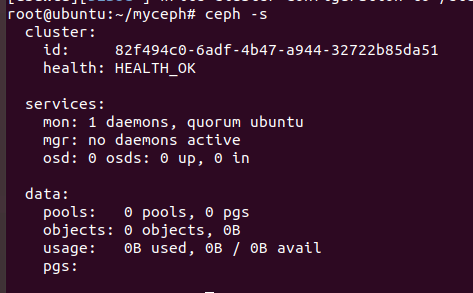 root@ubuntu:~/myceph# ceph -s
  cluster:
    id:     82f494c0-6adf-4b47-a944-32722b85da51
    health: HEALTH_OK

  services:
    mon: 1 daemons, quorum ubuntu
    mgr: no daemons active
    osd: 0 osds: 0 up, 0 in

  data:
    pools:   0 pools, 0 pgs
    objects: 0 objects, 0B
    usage:   0B used, 0B / 0B avail
    pgs: